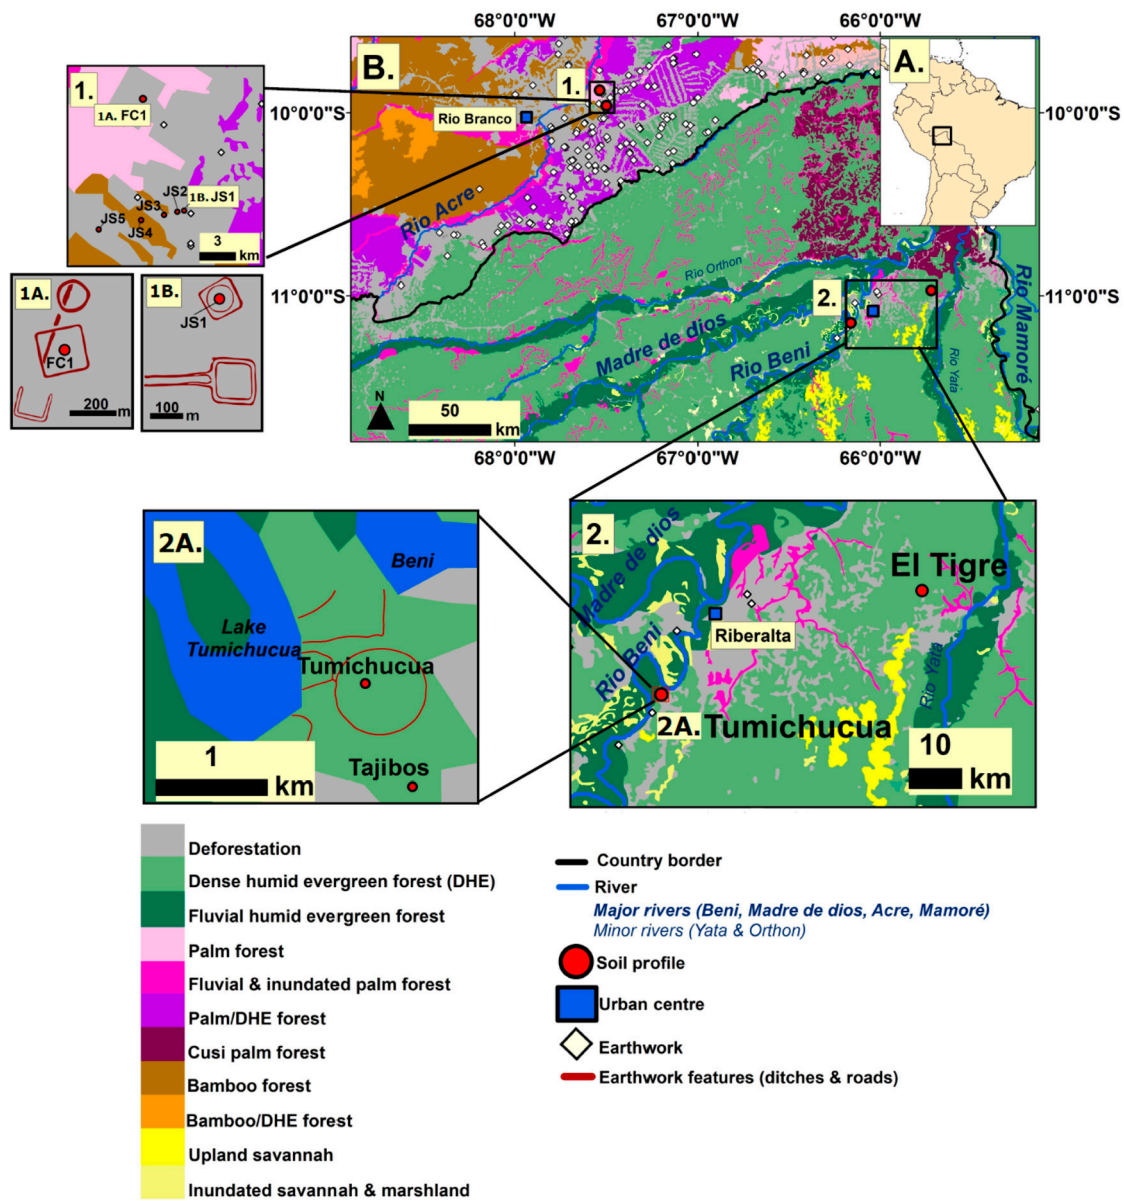 68°0'0"W
67°0'0"W
66°0'0"W
1.
1A. FC1
JS2
1B. JS1
JS3
JS5
JS4
3
km
B.
1.
A.
10°0'0"S
10°0'0"S
Rio Branco
Rio Acre
Rio Orthon
11°0'0"S
11°0'0"S
2.
Madre de dios
Rio Beni
Rio Yata
Rio Mamoré
N
50
km
68°0'0"W
67°0'0"W
66°0'0"W
1A.
FC1
200 m
1B.
JS1
100 m
2A.
Beni
Lake
Tumichucua
Tumichucua
1
km
Tajibos
2.
Madre de dios
El Tigre
Riberalta
Rio Beni
Rio Yata
2A. Tumichucua
10
km
Deforestation
Dense humid evergreen forest (DHE)
Fluvial humid evergreen forest
Palm forest
Fluvial & inundated palm forest
Palm/DHE forest
Cusi palm forest
Bamboo forest
Bamboo/DHE forest
Upland savannah
Inundated savannah & marshland
Country border
River
Major rivers (Beni, Madre de dios, Acre, Mamoré)
Minor rivers (Yata & Orthon)
Soil profile
Urban centre
Earthwork
Earthwork features (ditches & roads)